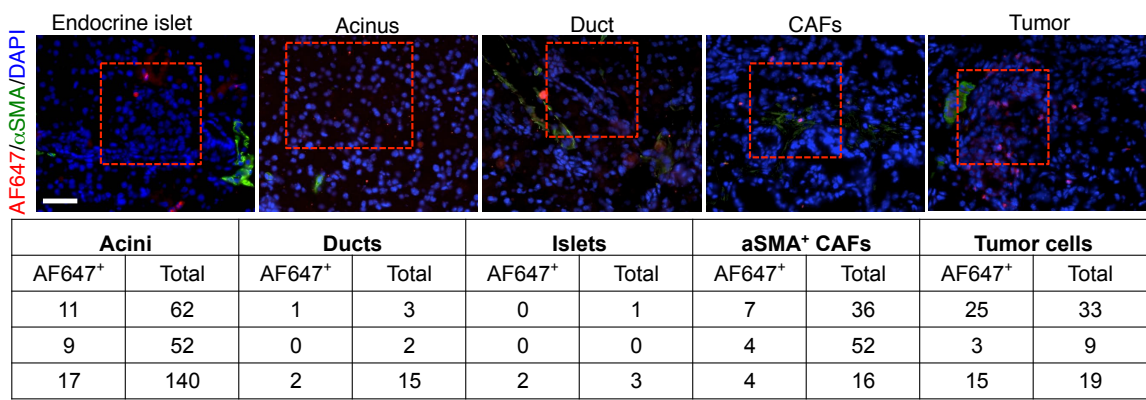 Endocrine islet Acinus Duct CAFs Tumor
AF647/αSMA/DAPI
Acini Ducts Islets aSMA⁺ CAFs Tumor cells
AF647⁺ Total AF647⁺ Total AF647⁺ Total AF647⁺ Total AF647⁺ Total
11 62 1 3 0 1 7 36 25 33
9 52 0 2 0 0 4 52 3 9
17 140 2 15 2 3 4 16 15 19